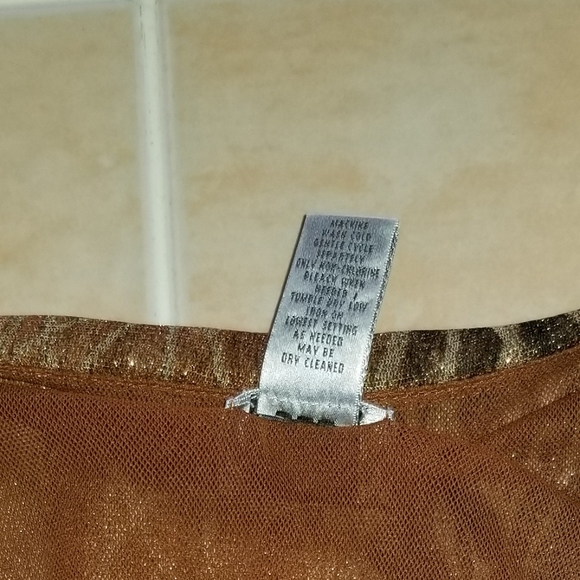 MACHINE
WASH COLD
GENTLE CYCLE
SEPARATELY
ONLY NON-CHLORINE
BLEACH WHEN
NEEDED
TUMBLE DRY LOW
IRON ON
LOWEST SETTING
AS NEEDED
MAY BE
DRY CLEANED